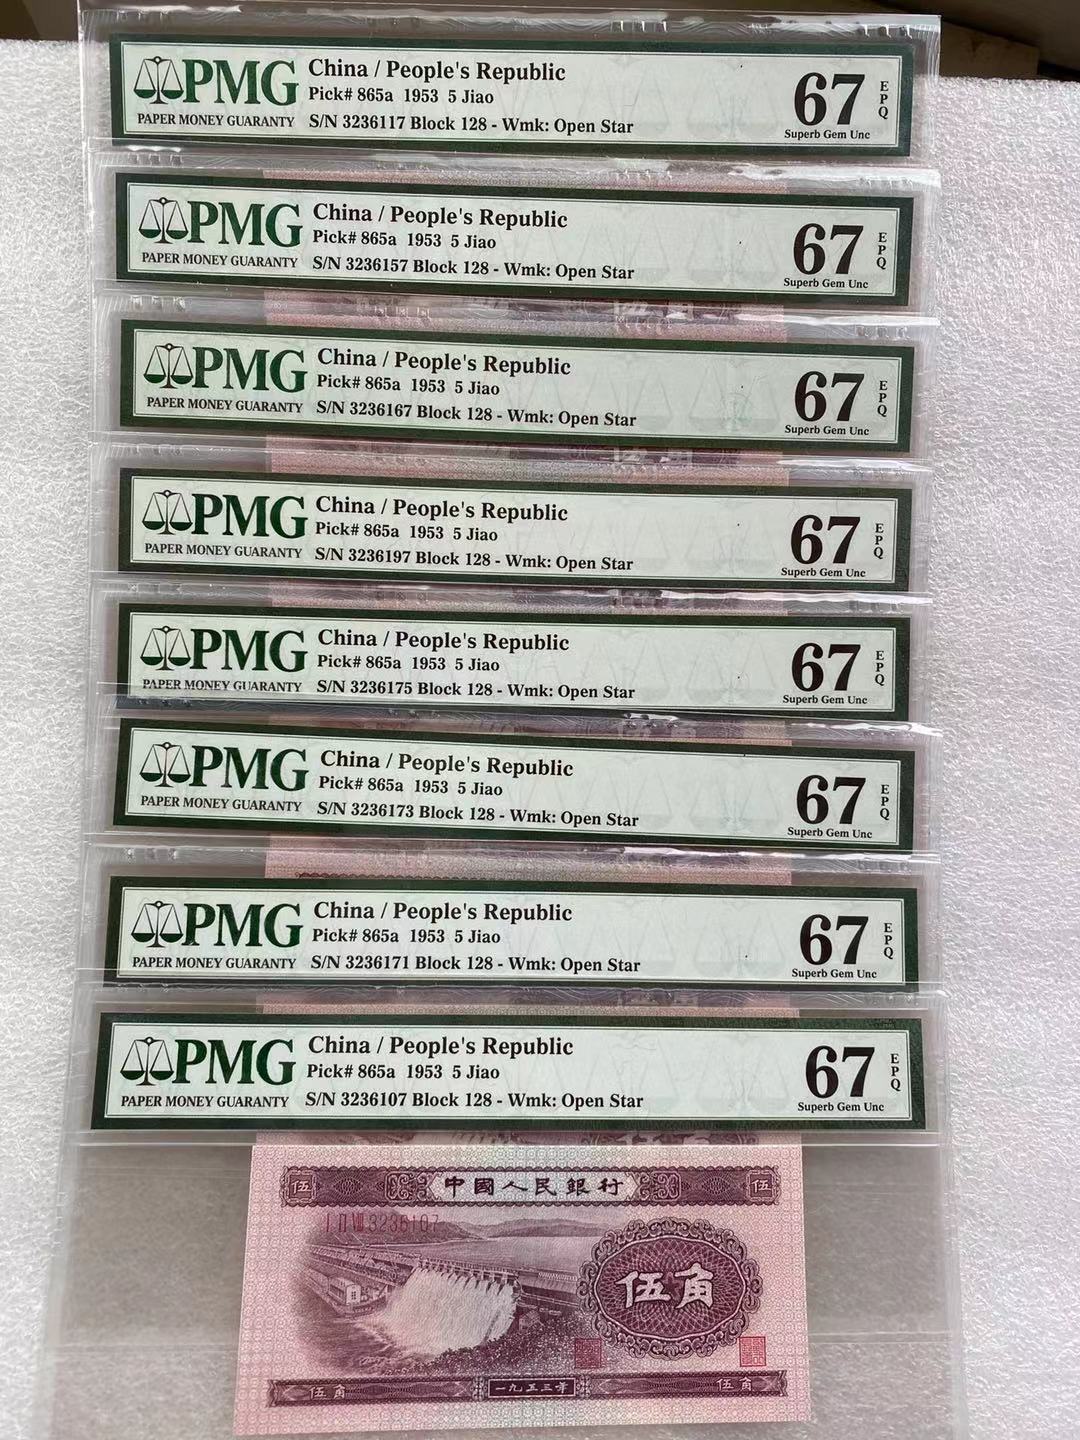 PMG
PAPER MONEY GUARANTY
China / People's Republic
Pick# 865a 1953 5 Jiao
S/N 3236117 Block 128 - Wmk: Open Star
67
EPQ
Superb Gem Unc
PMG
PAPER MONEY GUARANTY
China / People's Republic
Pick# 865a 1953 5 Jiao
S/N 3236157 Block 128 - Wmk: Open Star
67
EPQ
Superb Gem Unc
PMG
PAPER MONEY GUARANTY
China / People's Republic
Pick# 865a 1953 5 Jiao
S/N 3236167 Block 128 - Wmk: Open Star
67
EPQ
Superb Gem Unc
PMG
PAPER MONEY GUARANTY
China / People's Republic
Pick# 865a 1953 5 Jiao
S/N 3236197 Block 128 - Wmk: Open Star
67
EPQ
Superb Gem Unc
PMG
PAPER MONEY GUARANTY
China / People's Republic
Pick# 865a 1953 5 Jiao
S/N 3236175 Block 128 - Wmk: Open Star
67
EPQ
Superb Gem Unc
PMG
PAPER MONEY GUARANTY
China / People's Republic
Pick# 865a 1953 5 Jiao
S/N 3236173 Block 128 - Wmk: Open Star
67
EPQ
Superb Gem Unc
PMG
PAPER MONEY GUARANTY
China / People's Republic
Pick# 865a 1953 5 Jiao
S/N 3236171 Block 128 - Wmk: Open Star
67
EPQ
Superb Gem Unc
PMG
PAPER MONEY GUARANTY
China / People's Republic
Pick# 865a 1953 5 Jiao
S/N 3236107 Block 128 - Wmk: Open Star
67
EPQ
Superb Gem Unc
伍 中國人民銀行 伍
I II VIII 3236107
伍角
伍角 一九五三年 伍角